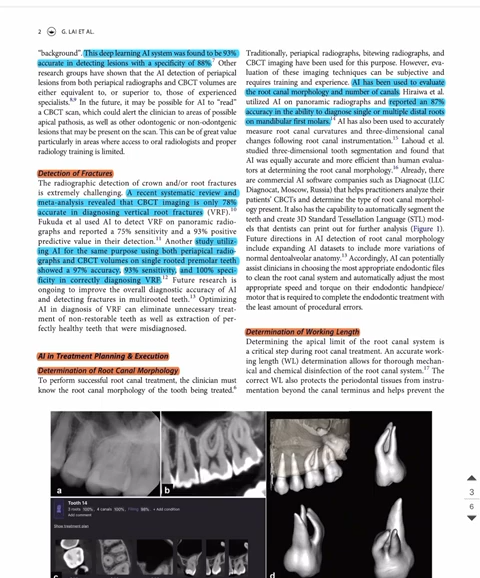 2 G. LAI ET AL.
“background”. This deep learning AI system was found to be 93%
accurate in detecting lesions with a specificity of 88%.7 Other
research groups have shown that the AI detection of periapical
lesions from both periapical radiographs and CBCT volumes are
either equivalent to, or superior to, those of experienced
specialists.8,9 In the future, it may be possible for AI to “read”
a CBCT scan, which could alert the clinician to areas of possible
apical pathosis, as well as other odontogenic or non-odontogenic
lesions that may be present on the scan. This can be of great value
particularly in areas where access to oral radiologists and proper
radiology training is limited.
Detection of Fractures
The radiographic detection of crown and/or root fractures
is extremely challenging. A recent systematic review and
meta-analysis revealed that CBCT imaging is only 78%
accurate in diagnosing vertical root fractures (VRF).10
Fukuda et al used AI to detect VRF on panoramic radio-
graphs and reported a 75% sensitivity and a 93% positive
predictive value in their detection.11 Another study utiliz-
ing AI for the same purpose using both periapical radio-
graphs and CBCT volumes on single rooted premolar teeth
showed a 97% accuracy, 93% sensitivity, and 100% speci-
ficity in correctly diagnosing VRF.12 Future research is
ongoing to improve the overall diagnostic accuracy of AI
and detecting fractures in multirooted teeth.13 Optimizing
AI in diagnosis of VRF can eliminate unnecessary treat-
ment of non-restorable teeth as well as extraction of per-
fectly healthy teeth that were misdiagnosed.
AI in Treatment Planning & Execution
Determination of Root Canal Morphology
To perform successful root canal treatment, the clinician must
know the root canal morphology of the tooth being treated.6
Traditionally, periapical radiographs, bitewing radiographs, and
CBCT imaging have been used for this purpose. However, eva-
luation of these imaging techniques can be subjective and
requires training and experience. AI has been used to evaluate
the root canal morphology and number of canals. Hiraiwa et al.
utilized AI on panoramic radiographs and reported an 87%
accuracy in the ability to diagnose single or multiple distal roots
on mandibular first molars.14 AI has also been used to accurately
measure root canal curvatures and three-dimensional canal
changes following root canal instrumentation.15 Lahoud et al.
studied three-dimensional tooth segmentation and found that
AI was equally accurate and more efficient than human evalua-
tors at determining the root canal morphology.16 Already, there
are commercial AI software companies such as Diagnocat (LLC
Diagnocat, Moscow, Russia) that helps practitioners analyze their
patients’ CBCTs and determine the type of root canal morphol-
ogy present. It also has the capability to automatically segment the
teeth and create 3D Standard Tessellation Language (STL) mod-
els that dentists can print out for further analysis (Figure 1).
Future directions in AI detection of root canal morphology
include expanding AI datasets to include more variations of
normal dentoalveolar anatomy.13 Accordingly, AI can potentially
assist clinicians in choosing the most appropriate endodontic files
to clean the root canal system and automatically adjust the most
appropriate speed and torque on their endodontic handpiece/
motor that is required to complete the endodontic treatment with
the least amount of procedural errors.
Determination of Working Length
Determining the apical limit of the root canal system is
a critical step during root canal treatment. An accurate work-
ing length (WL) determination allows for thorough mechan-
ical and chemical disinfection of the root canal system.17 The
correct WL also protects the periodontal tissues from instru-
mentation beyond the canal terminus and helps prevent the
a
b
Tooth 14
3 roots 100%, 4 canals 100%, Filling 98%, + Add condition
Add comment
Show treatment plan
c
d
3
6